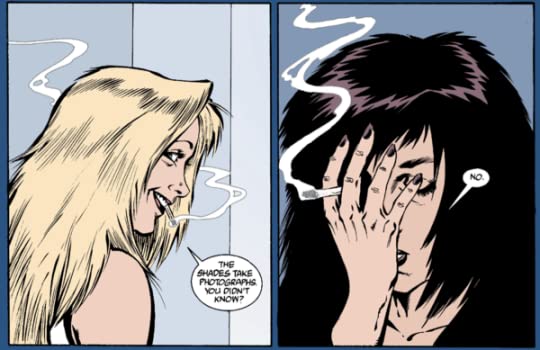 THE
SHADES TAKE
PHOTOGRAPHS.
YOU DIDN'T
KNOW?
NO.